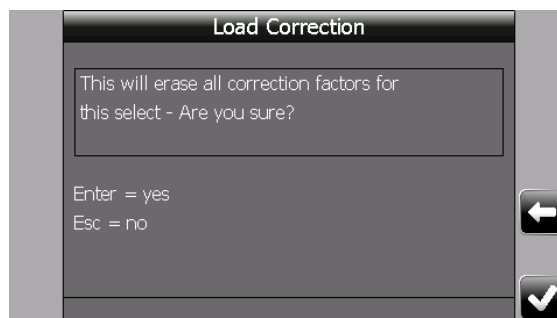 Load Correction
This will erase all correction factors for
this select - Are you sure?
Enter = yes
Esc = no